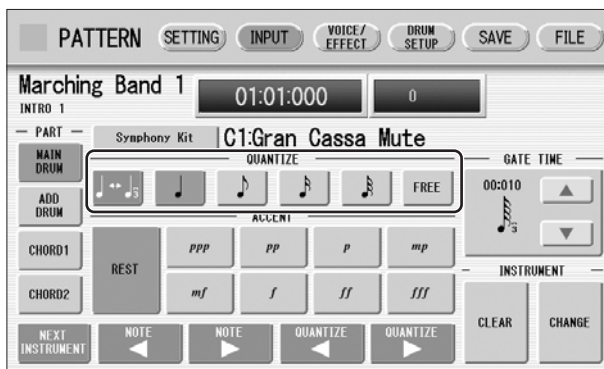 PATTERN SETTING INPUT VOICE/EFFECT DRUM SETUP SAVE FILE
Marching Band 1 01:01:000 0
INTRO 1
PART Symphony Kit C1:Gran Cassa Mute
MAIN DRUM QUANTIZE GATE TIME
FREE 00:010
3 3
ADD DRUM ACCENT
CHORD1 REST ppp pp p mp
INSTRUMENT
CHORD2 mf f ff fff
CLEAR CHANGE
NEXT INSTRUMENT NOTE NOTE QUANTIZE QUANTIZE